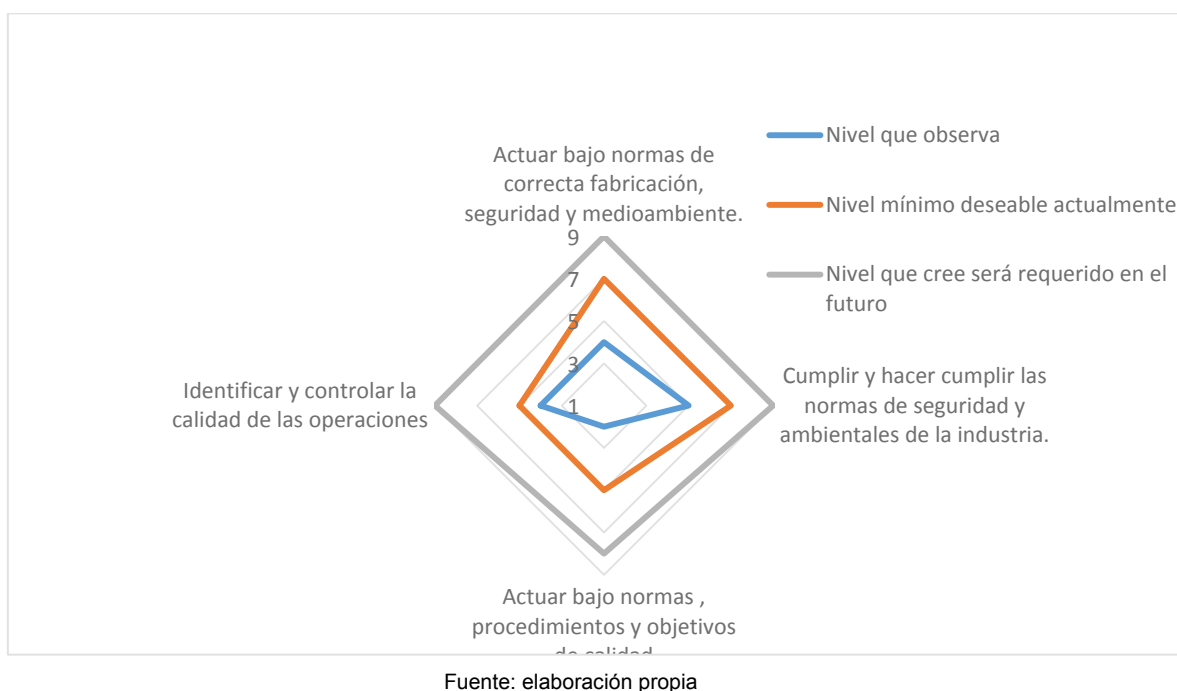 Actuar bajo normas de
correcta fabricación,
seguridad y medioambiente.
Nivel que observa
Nivel mínimo deseable actualmente
Nivel que cree será requerido en el
futuro
9
7
5
3
1
Identificar y controlar la
calidad de las operaciones
Cumplir y hacer cumplir las
normas de seguridad y
ambientales de la industria.
Actuar bajo normas ,
procedimientos y objetivos
de calidad
Fuente: elaboración propia